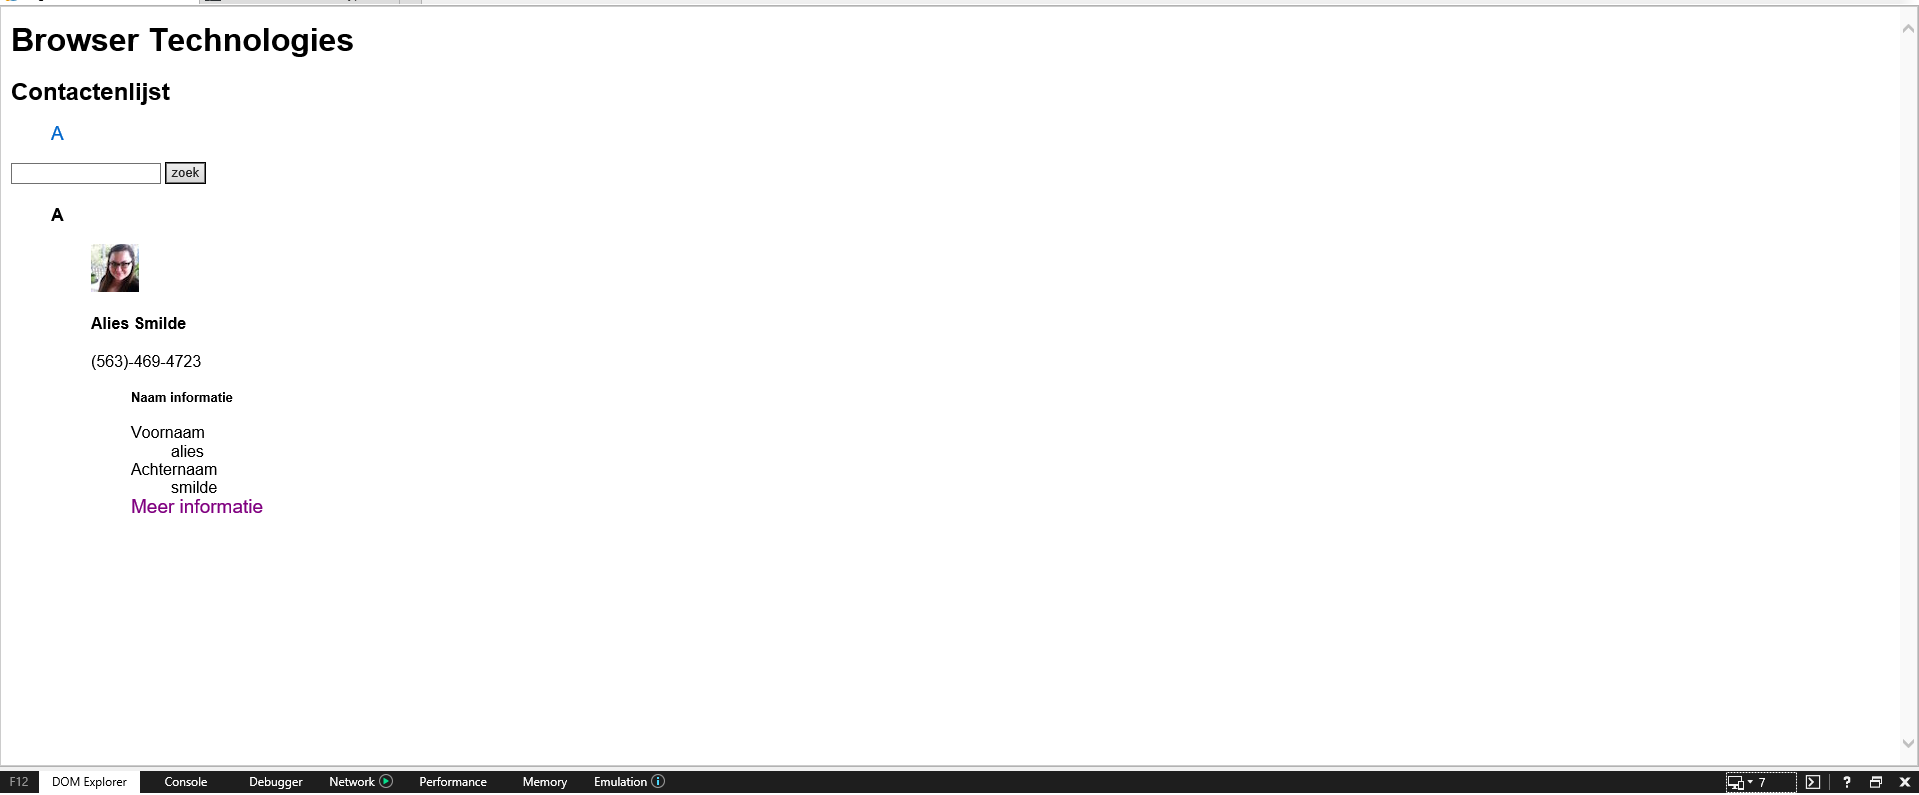 Browser Technologies
Contactenlijst
A
zoek
A
Alies Smilde
(563)-469-4723
Naam informatie
Voornaam
alies
Achternaam
smilde
Meer informatie
F12 DOM Explorer Console Debugger Network Performance Memory Emulation 7 ?